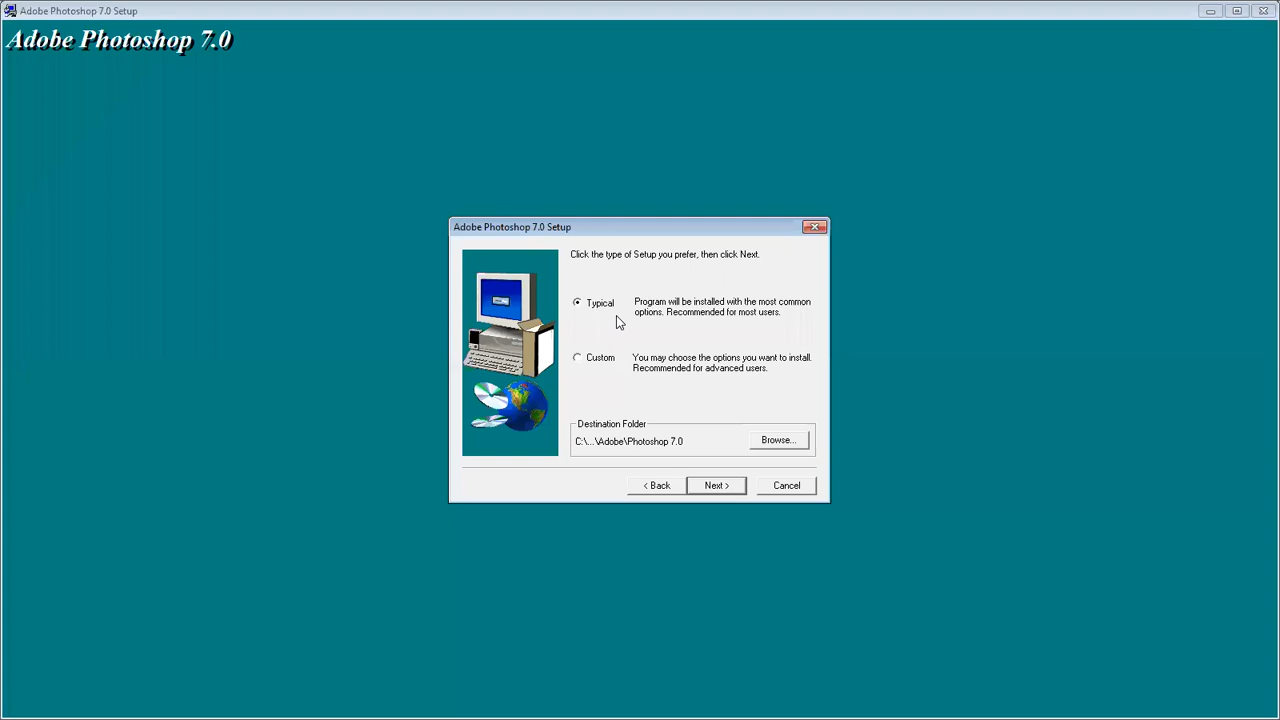 Adobe Photoshop 7.0 Setup
Adobe Photoshop 7.0
Adobe Photoshop 7.0 Setup
Click the type of Setup you prefer, then click Next.
Typical
Program will be installed with the most common
options. Recommended for most users.
Custom
You may choose the options you want to install.
Recommended for advanced users.
Destination Folder
C:\...\Adobe\Photoshop 7.0
Browse...
< Back
Next >
Cancel